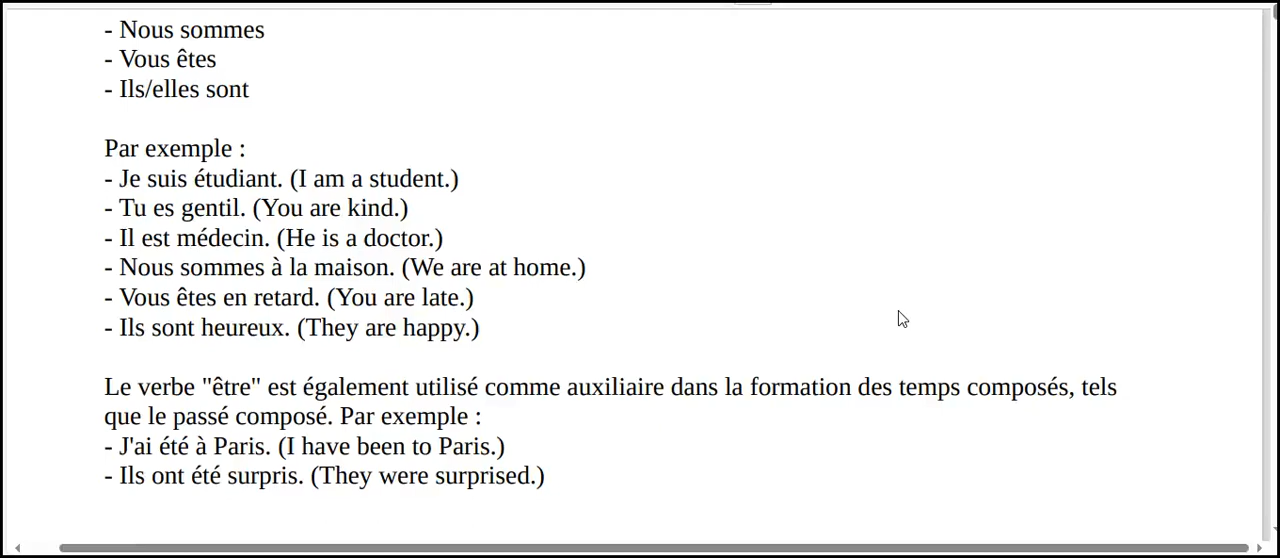 - Nous sommes
- Vous êtes
- Ils/elles sont
Par exemple :
- Je suis étudiant. (I am a student.)
- Tu es gentil. (You are kind.)
- Il est médecin. (He is a doctor.)
- Nous sommes à la maison. (We are at home.)
- Vous êtes en retard. (You are late.)
- Ils sont heureux. (They are happy.)
Le verbe "être" est également utilisé comme auxiliaire dans la formation des temps composés, tels
que le passé composé. Par exemple :
- J'ai été à Paris. (I have been to Paris.)
- Ils ont été surpris. (They were surprised.)